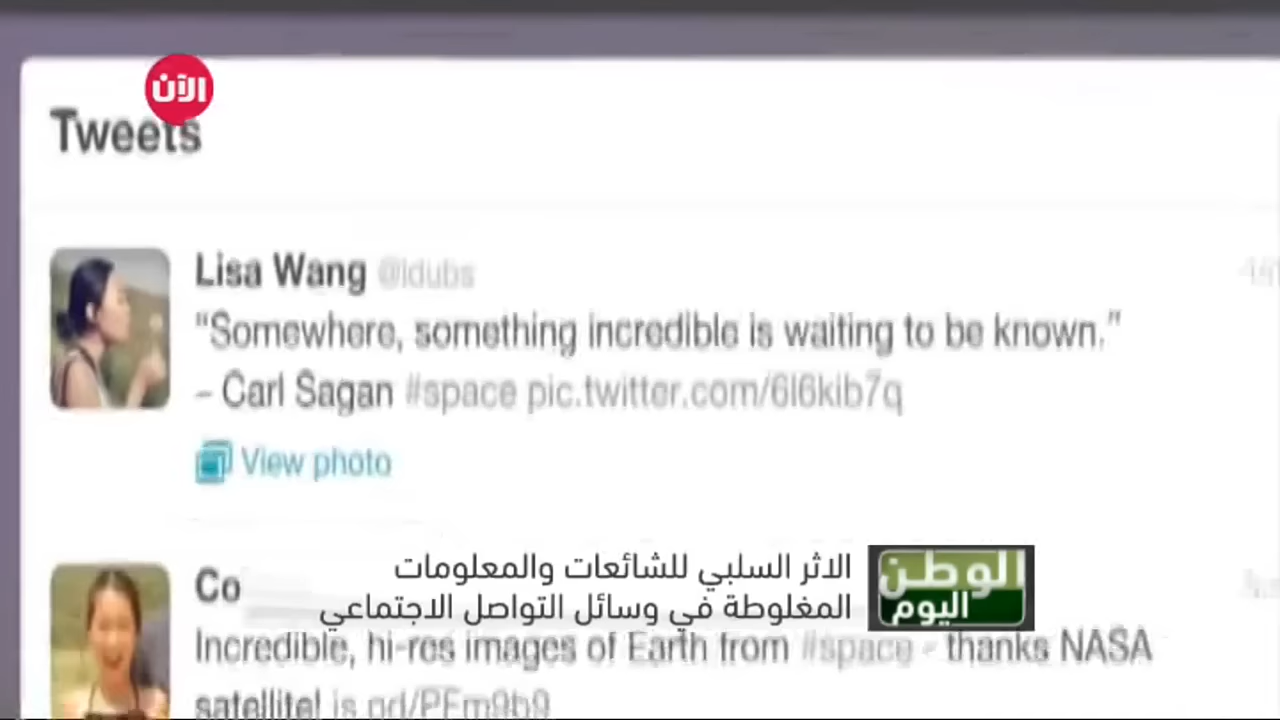 الآن
Tweets
Lisa Wang @ldubs
“Somewhere, something incredible is waiting to be known.”
– Carl Sagan #space pic.twitter.com/6l6kib7q
View photo
الاثر السلبي للشائعات والمعلومات
المغلوطة في وسائل التواصل الاجتماعي
الوطن
اليوم
Co
Incredible, hi-res images of Earth from #space - thanks NASA
satellite! is.gd/PFm9b9